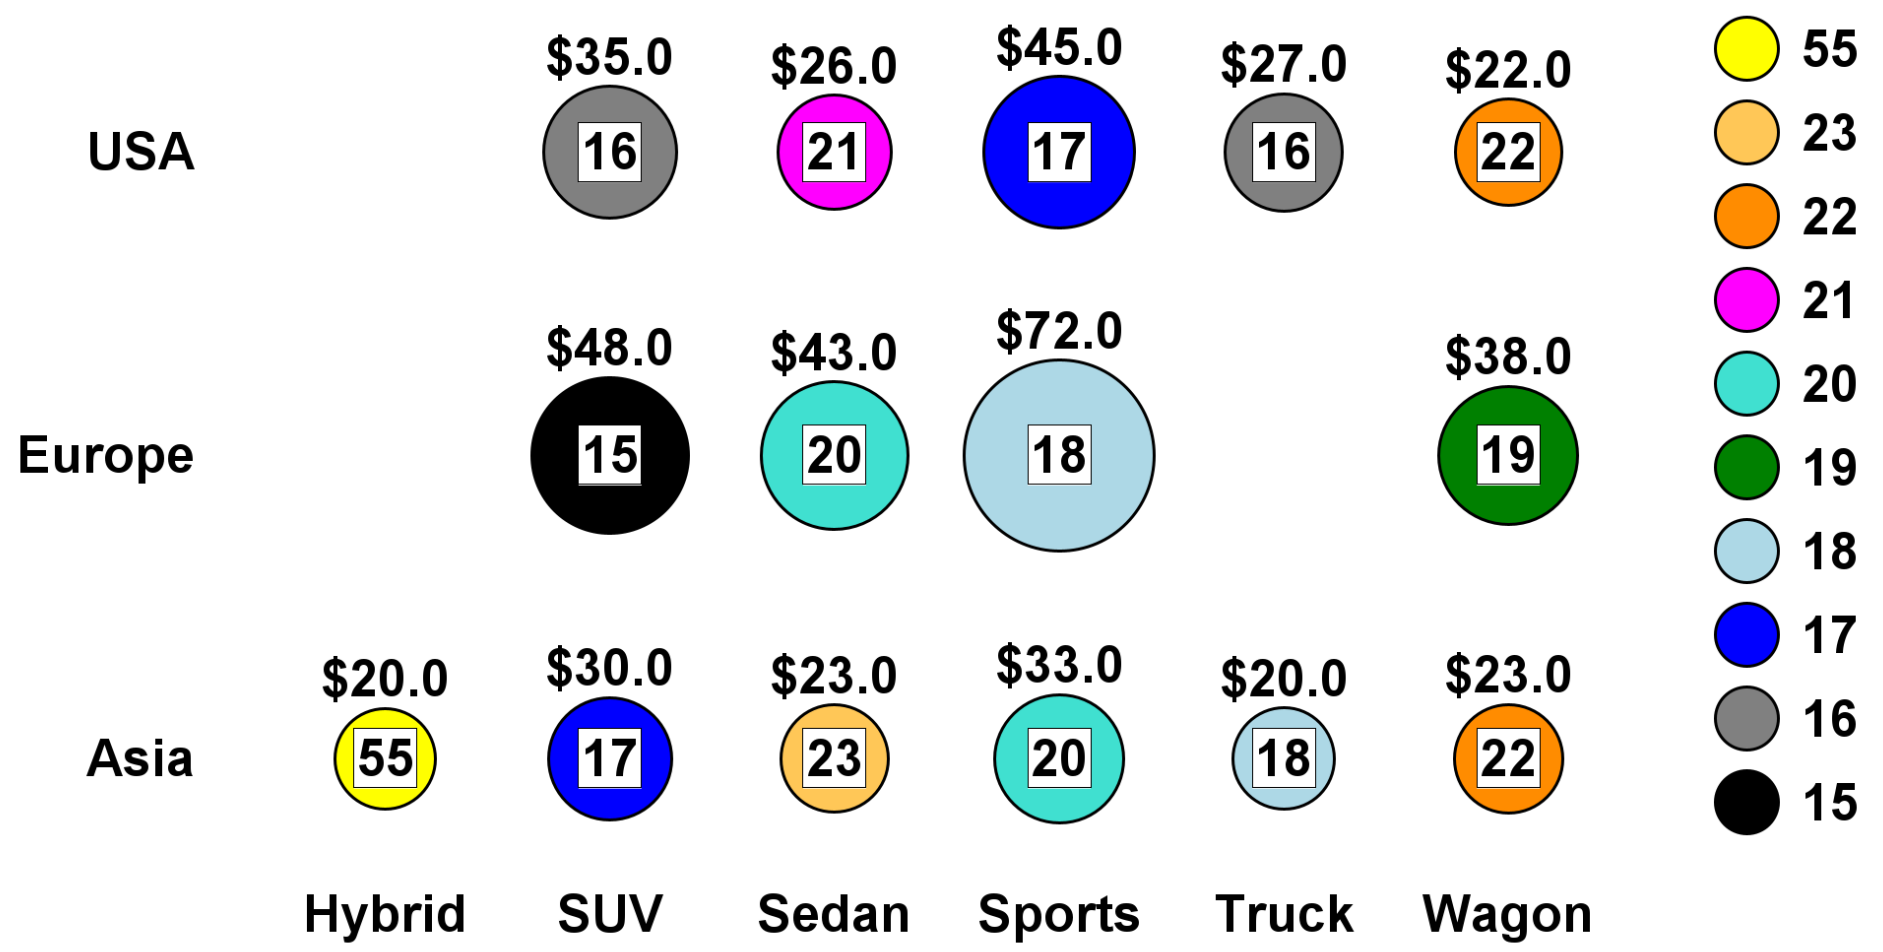 $35.0 $26.0 $45.0 $27.0 $22.0
USA 16 21 17 16 22
$48.0 $43.0 $72.0 $38.0
Europe 15 20 18 19
$20.0 $30.0 $23.0 $33.0 $20.0 $23.0
Asia 55 17 23 20 18 22
Hybrid SUV Sedan Sports Truck Wagon
55
23
22
21
20
19
18
17
16
15